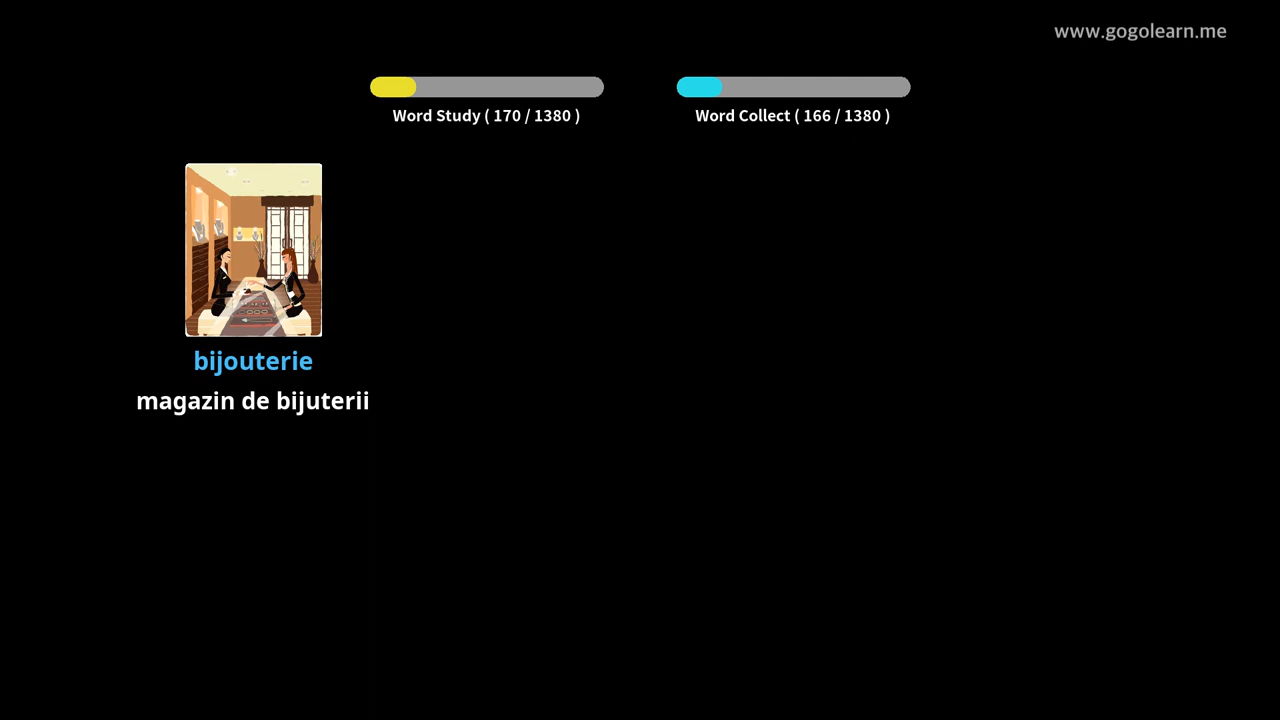 www.gogolearn.me
Word Study ( 170 / 1380 )
Word Collect ( 166 / 1380 )
bijouterie
magazin de bijuterii